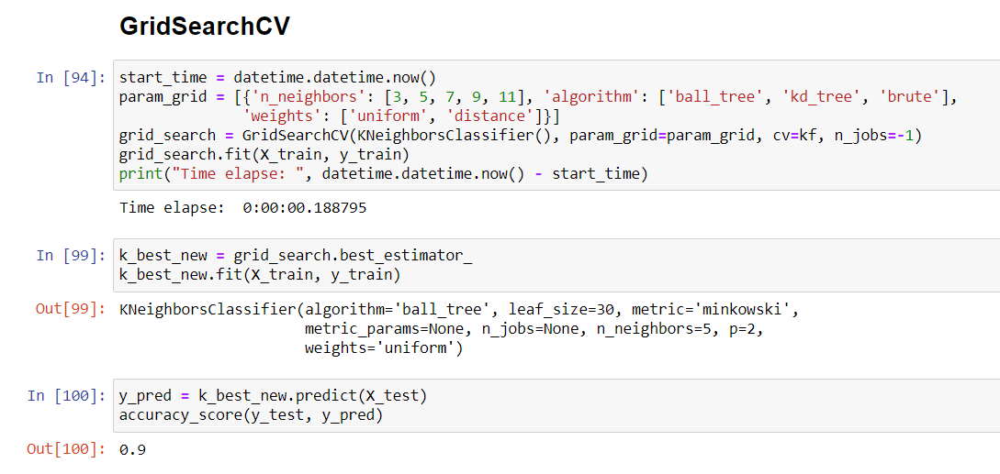 GridSearchCV
In [94]: start_time = datetime.datetime.now()
param_grid = [{'n_neighbors': [3, 5, 7, 9, 11], 'algorithm': ['ball_tree', 'kd_tree', 'brute'],
'weights': ['uniform', 'distance']}]
grid_search = GridSearchCV(KNeighborsClassifier(), param_grid=param_grid, cv=kf, n_jobs=-1)
grid_search.fit(X_train, y_train)
print("Time elapse: ", datetime.datetime.now() - start_time)
Time elapse:  0:00:00.188795
In [99]: k_best_new = grid_search.best_estimator_
k_best_new.fit(X_train, y_train)
Out[99]: KNeighborsClassifier(algorithm='ball_tree', leaf_size=30, metric='minkowski',
metric_params=None, n_jobs=None, n_neighbors=5, p=2,
weights='uniform')
In [100]: y_pred = k_best_new.predict(X_test)
accuracy_score(y_test, y_pred)
Out[100]: 0.9